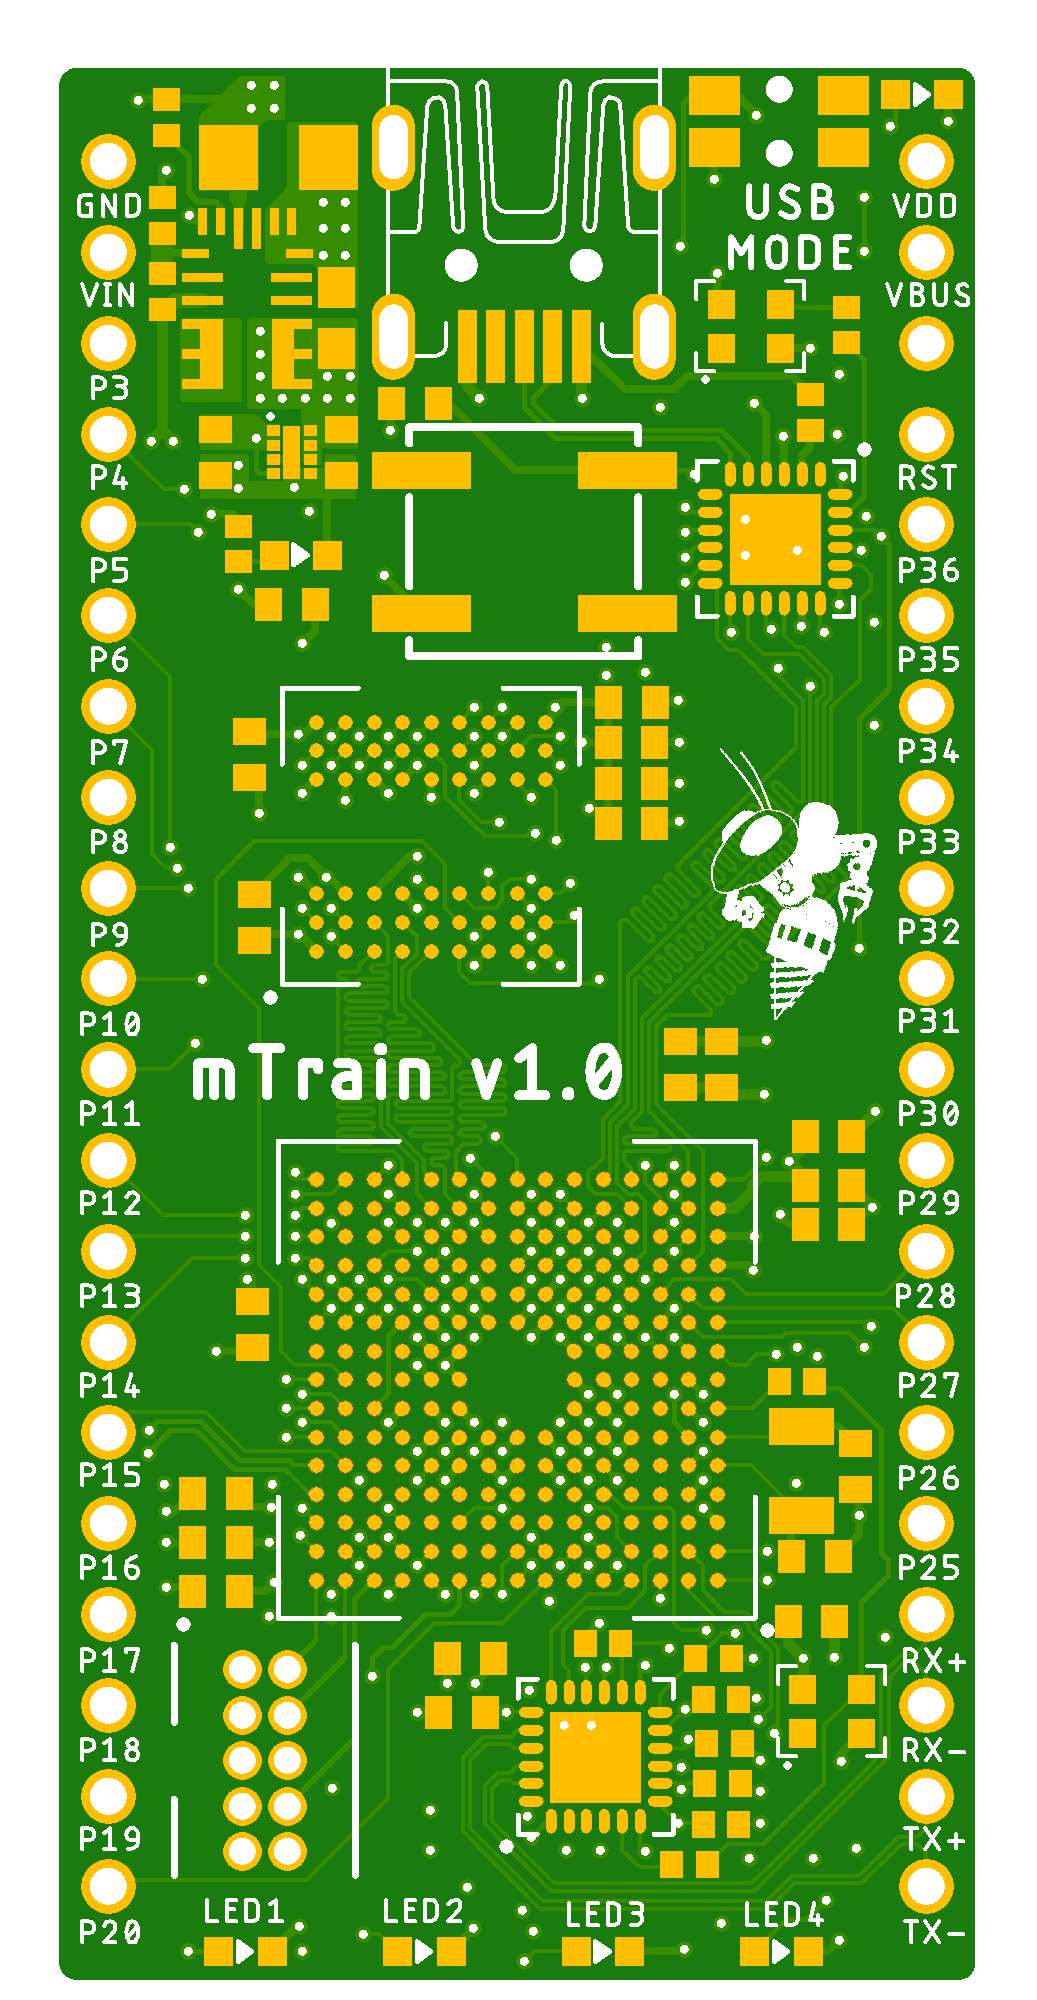 USB
MODE
GND
VDD
VIN
VBUS
P3
P4
RST
P5
P36
P6
P35
P7
P34
P8
P33
P9
P32
P10
P31
mTrain v1.0
P11
P30
P12
P29
P13
P28
P14
P27
P15
P26
P16
P25
P17
RX+
P18
RX-
P19
TX+
LED1
LED2
LED3
LED4
P20
TX-